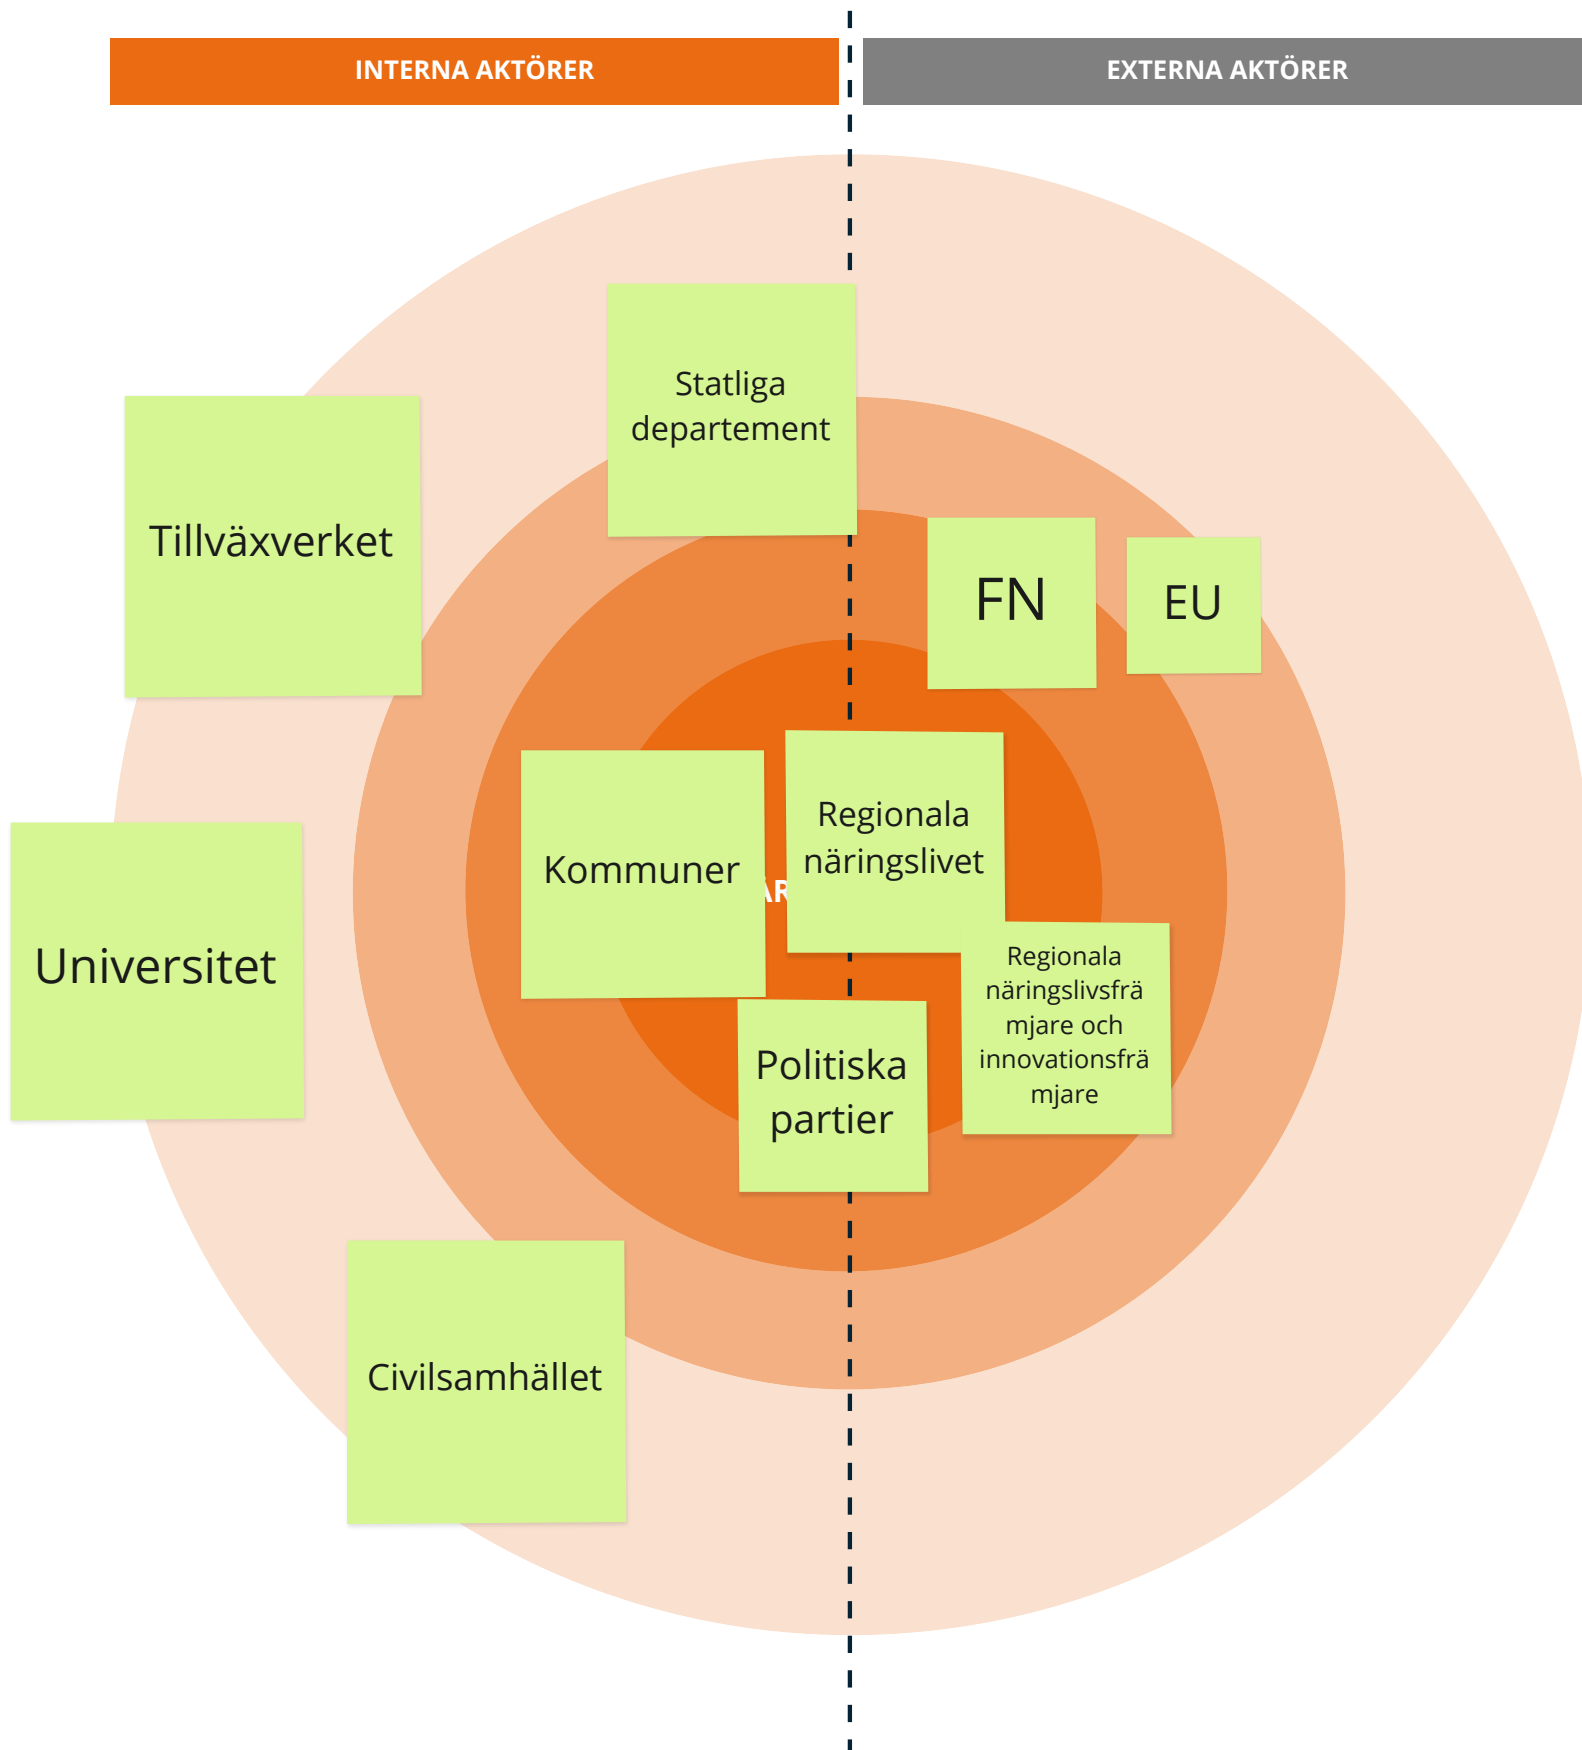 INTERNA AKTÖRER
EXTERNA AKTÖRER
Statliga
departement
Tillväxverket
FN
EU
Regionala
näringslivet
Kommuner
Universitet
Regionala
näringslivsfrä
mjare och
innovationsfrä
mjare
Politiska
partier
Civilsamhället